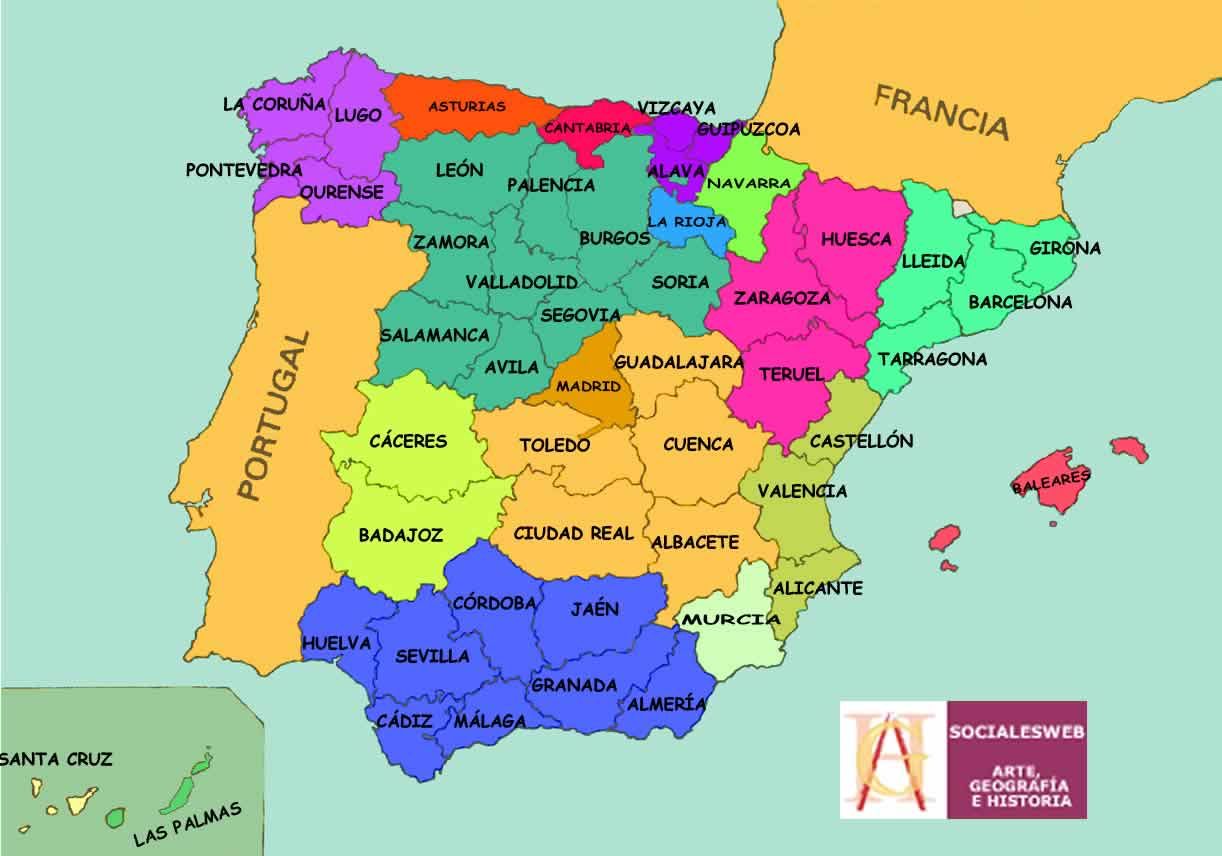 FRANCIA
LA CORUÑA
LUGO
ASTURIAS
CANTABRIA
VIZCAYA
GUIPUZCOA
PONTEVEDRA
OURENSE
LEÓN
PALENCIA
ALAVA
NAVARRA
LA RIOJA
BURGOS
ZAMORA
VALLADOLID
SORIA
HUESCA
LLEIDA
GIRONA
ZARAGOZA
BARCELONA
SEGOVIA
SALAMANCA
AVILA
MADRID
GUADALAJARA
TERUEL
TARRAGONA
PORTUGAL
CÁCERES
TOLEDO
CUENCA
CASTELLÓN
VALENCIA
BALEARES
BADAJOZ
CIUDAD REAL
ALBACETE
ALICANTE
CÓRDOBA
JAÉN
MURCIA
HUELVA
SEVILLA
GRANADA
ALMERÍA
CÁDIZ
MÁLAGA
SANTA CRUZ
LAS PALMAS
AHG
SOCIALESWEB
ARTE,
GEOGRAFÍA
E HISTORIA